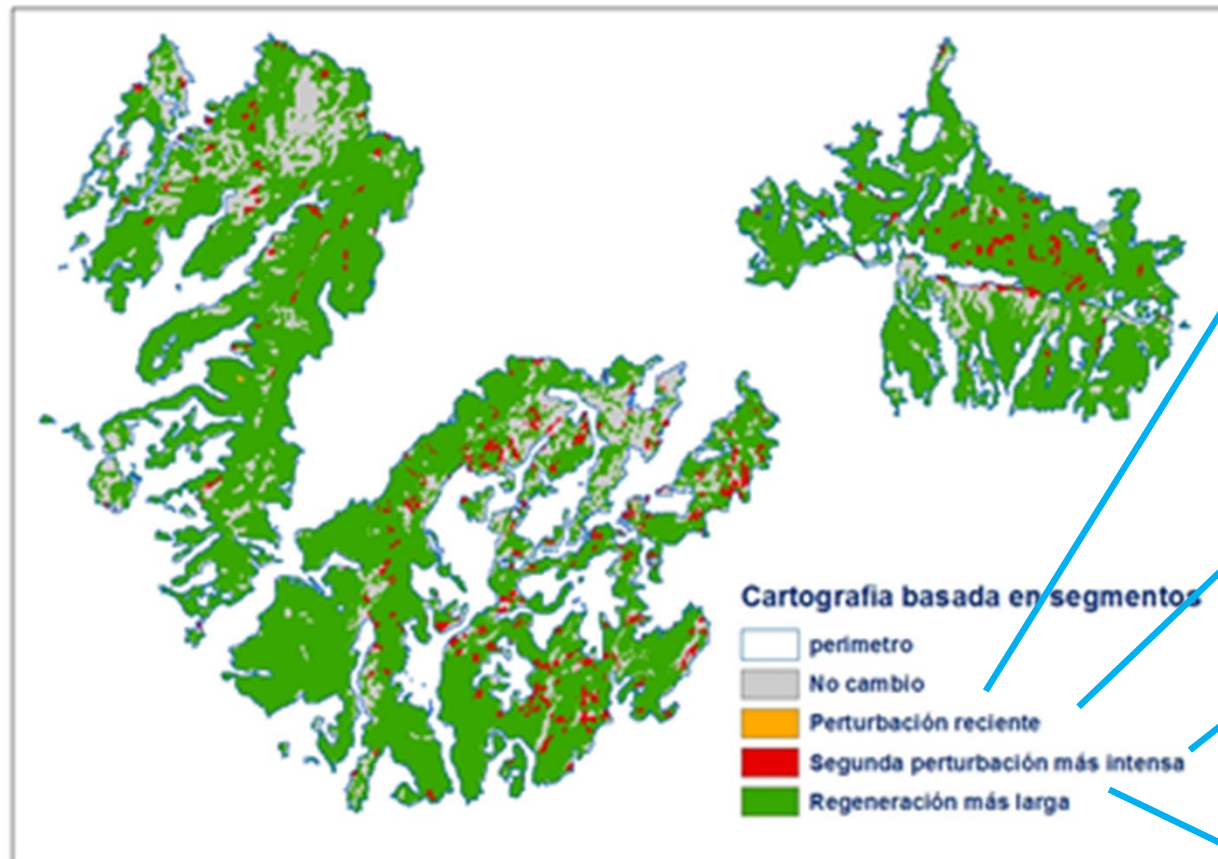 Cartografia basada en segmentos
perimetro
No cambio
Perturbación reciente
Segunda perturbación más intensa
Regeneración más larga